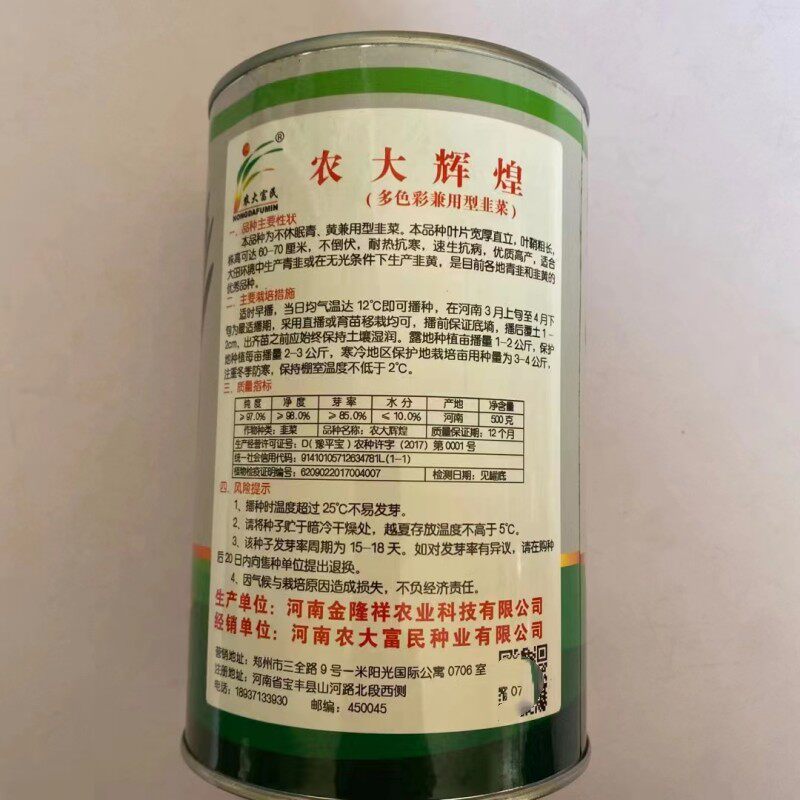 ®
农大辉煌
农大富民
NONGDAFUMIN
(多色彩兼用型韭菜)
一、品种主要性状
本品种为不休眠青、黄兼用型韭菜。本品种叶片宽厚直立,叶鞘粗长,
株高可达60-70厘米,不倒伏,耐热抗寒,速生抗病,优质高产,适合
大田环境中生产青韭或在无光条件下生产韭黄,是目前各地青韭和韭黄的
优秀品种。
二、主要栽培措施
适时早播,当日均气温达12℃即可播种,在河南3月上旬至4月下
旬为最适播期,采用直播或育苗移栽均可,播前保证底墒,播后覆土1-
2cm,出齐苗之前应始终保持土壤湿润。露地种植亩播量1-2公斤,保护
地种植每亩播量2-3公斤,寒冷地区保护地栽培亩用种量为3-4公斤,
注重冬季防寒,保持棚室温度不低于2℃。
三、质量指标
纯度 净度 芽率 水分 产地 净含量
≥97.0% ≥98.0% ≥85.0% ≤10.0% 河南 500克
作物种类:韭菜 品种名称:农大辉煌 质量保证期:12个月
生产经营许可证号:D(豫平宝)农种许字(2017)第0001号
统一社会信用代码:91410105712634781L(1-1)
植物检疫证明编号:6209022017004007 检测日期:见罐底
四、风险提示
1、播种时温度超过25℃不易发芽。
2、请将种子贮于暗冷干燥处,越夏存放温度不高于5℃。
3、该种子发芽率周期为15-18天。如对发芽率有异议,请在购种
后20日内向售种单位提出退换。
4、因气候与栽培原因造成损失,不负经济责任。
生产单位:河南金隆祥农业科技有限公司
经销单位:河南农大富民种业有限公司
营销地址:郑州市三全路9号一米阳光国际公寓0706室
注册地址:河南省宝丰县山河路北段西侧
电话:18937133930 邮编:450045
07